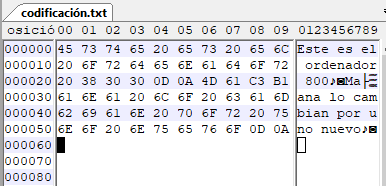 codificación.txt
osició 00 01 02 03 04 05 06 07 08 09 0123456789
000000 45 73 74 65 20 65 73 20 65 6C Este es el
000010 20 6F 72 64 65 6E 61 64 6F 72 ordenador
000020 20 38 30 30 0D 0A 4D 61 C3 B1 800♪◙Ma├▒
000030 61 6E 61 20 6C 6F 20 63 61 6D ana lo cam
000040 62 69 61 6E 20 70 6F 72 20 75 bian por u
000050 6E 6F 20 6E 75 65 76 6F 0D 0A no nuevo♪◙
000060
000070
000080